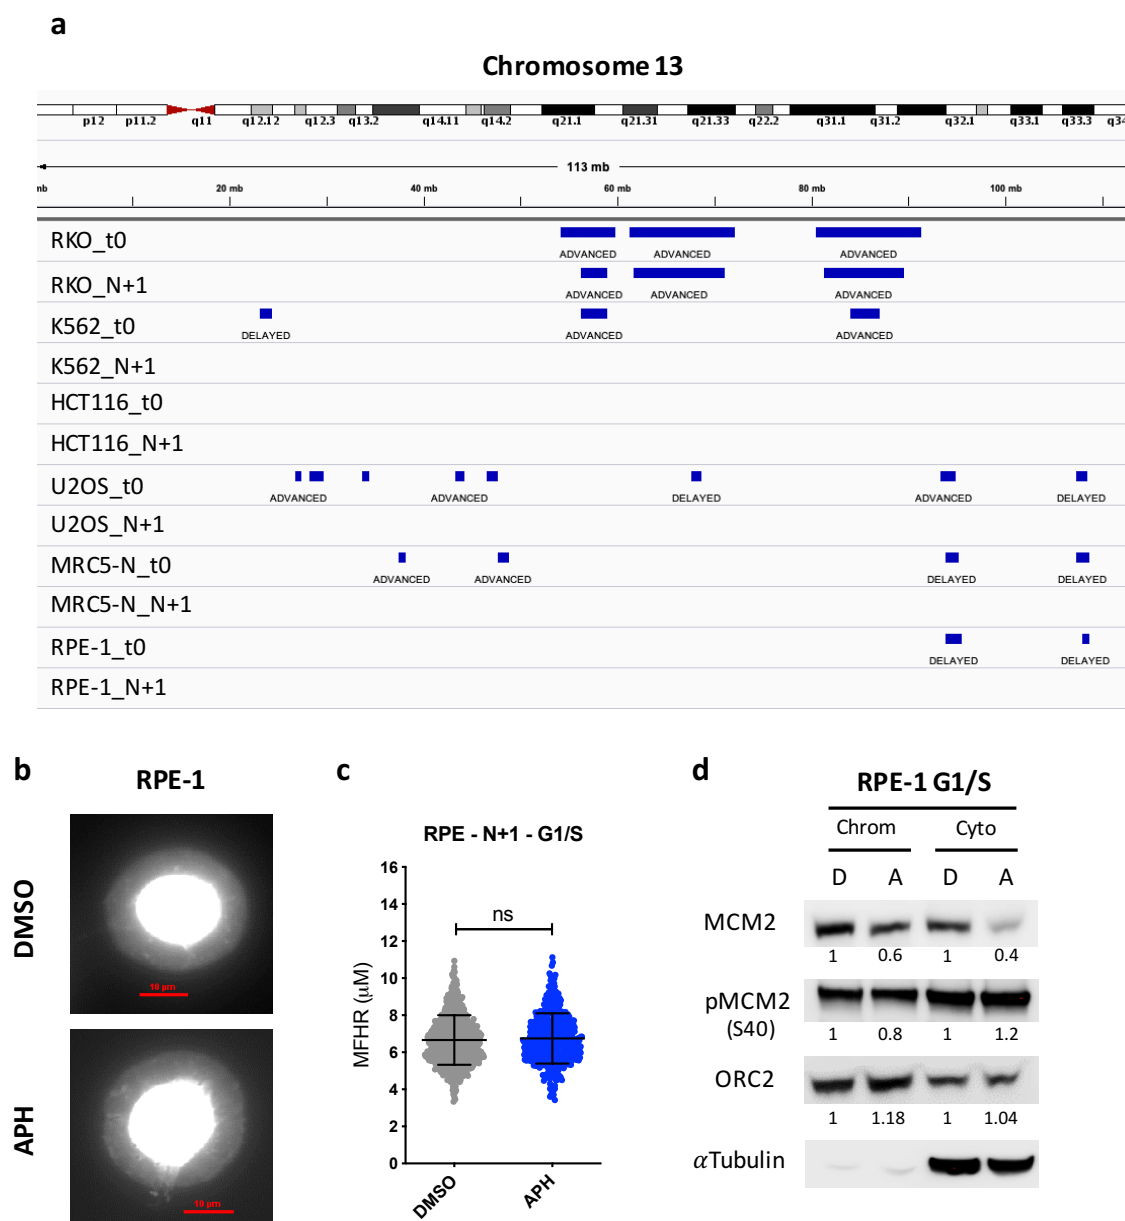 a
Chromosome 13
p12 p11.2 q11 q12.12 q12.3 q13.2 q14.11 q14.2 q21.1 q21.31 q21.33 q22.2 q31.1 q31.2 q32.1 q33.1 q33.3 q34
113 mb
mb 20 mb 40 mb 60 mb 80 mb 100 mb
RKO_t0
ADVANCED ADVANCED ADVANCED
RKO_N+1
ADVANCED ADVANCED ADVANCED
K562_t0
DELAYED ADVANCED ADVANCED
K562_N+1
HCT116_t0
HCT116_N+1
U2OS_t0
ADVANCED ADVANCED DELAYED ADVANCED DELAYED
U2OS_N+1
MRC5-N_t0
ADVANCED ADVANCED DELAYED DELAYED
MRC5-N_N+1
RPE-1_t0
DELAYED DELAYED
RPE-1_N+1
b
RPE-1
DMSO
10 µm
APH
10 µm
c
RPE - N+1 - G1/S
MFHR (µM)
16
14
12
10
8
6
4
2
0
ns
DMSO APH
d
RPE-1 G1/S
Chrom Cyto
D A D A
MCM2
1 0.6 1 0.4
pMCM2
(S40)
1 0.8 1 1.2
ORC2
1 1.18 1 1.04
αTubulin